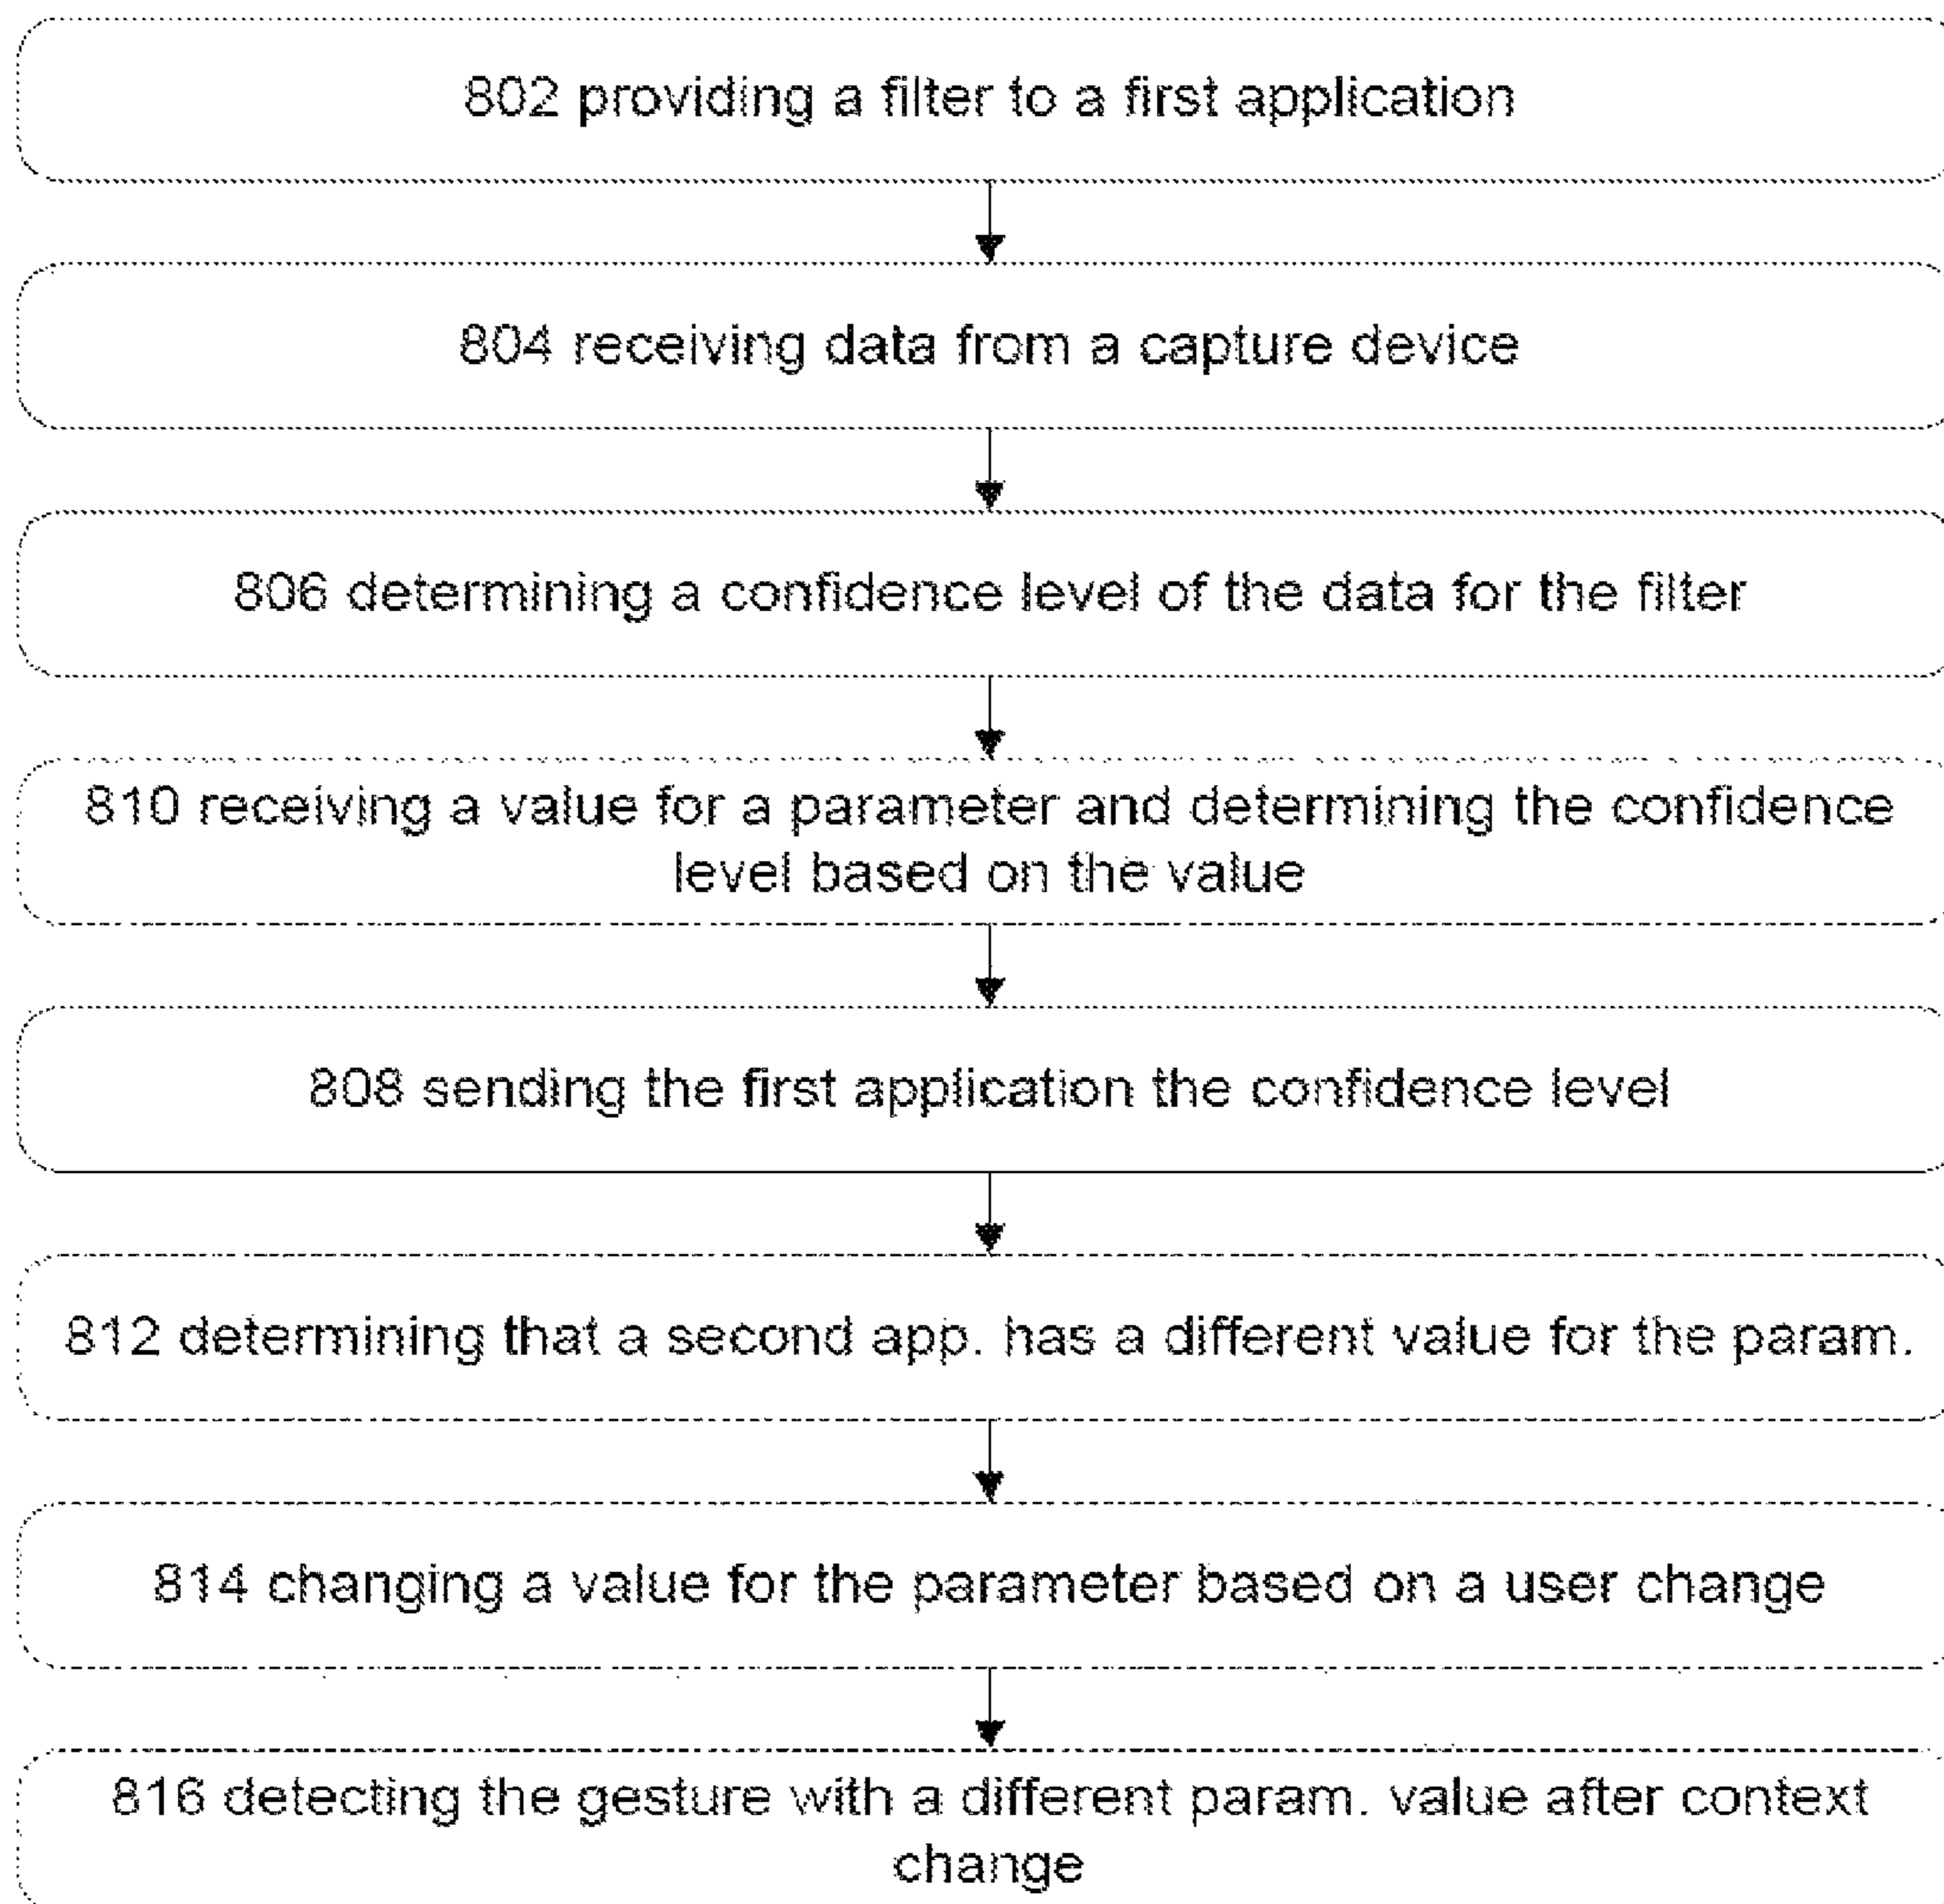 802 providing a filter to a first application
804 receiving data from a capture device
806 determining a confidence level of the data for the filter
810 receiving a value for a parameter and determining the confidence
level based on the value
808 sending the first application the confidence level
812 determining that a second app. has a different value for the param.
814 changing a value for the parameter based on a user change
816 detecting the gesture with a different param. value after context
change